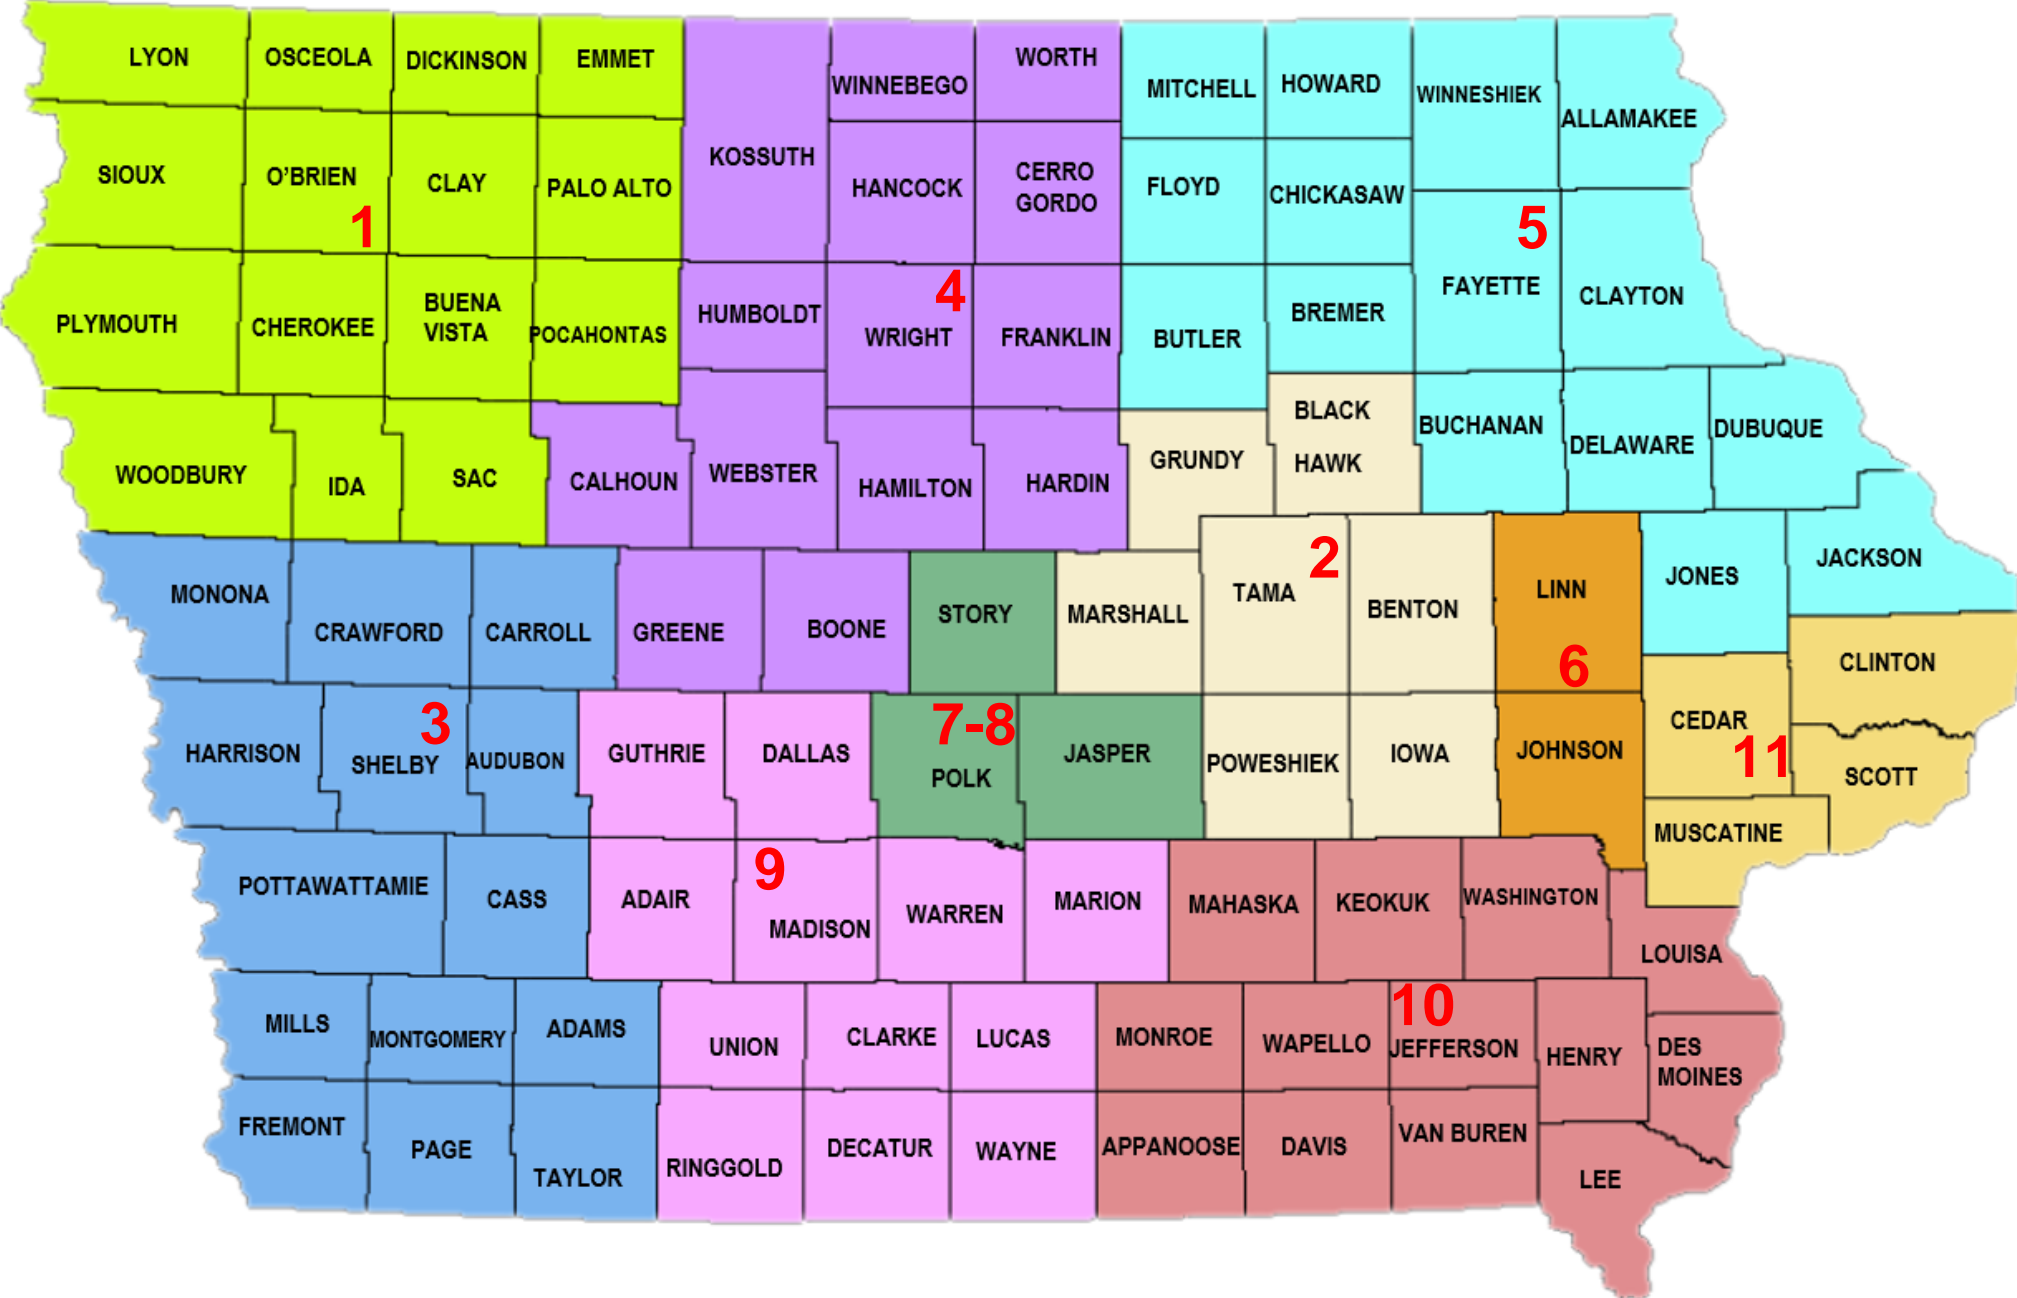 LYON
OSCEOLA
DICKINSON
EMMET
KOSSUTH
WINNEBEGO
WORTH
MITCHELL
HOWARD
WINNESHIEK
ALLAMAKEE
SIOUX
O'BRIEN
CLAY
PALO ALTO
HANCOCK
CERRO
GORDO
FLOYD
CHICKASAW
1
5
FAYETTE
CLAYTON
PLYMOUTH
CHEROKEE
BUENA
VISTA
POCAHONTAS
HUMBOLDT
4
WRIGHT
FRANKLIN
BUTLER
BREMER
WOODBURY
IDA
SAC
CALHOUN
WEBSTER
HAMILTON
HARDIN
GRUNDY
BLACK
HAWK
BUCHANAN
DELAWARE
DUBUQUE
MONONA
CRAWFORD
CARROLL
GREENE
BOONE
STORY
MARSHALL
TAMA
2
BENTON
LINN
6
JONES
JACKSON
CLINTON
HARRISON
3
SHELBY
AUDUBON
GUTHRIE
DALLAS
7-8
POLK
JASPER
POWESHIEK
IOWA
JOHNSON
CEDAR
11
SCOTT
MUSCATINE
POTTAWATTAMIE
CASS
ADAIR
9
MADISON
WARREN
MARION
MAHASKA
KEOKUK
WASHINGTON
LOUISA
MILLS
MONTGOMERY
ADAMS
UNION
CLARKE
LUCAS
MONROE
WAPELLO
10
JEFFERSON
HENRY
DES
MOINES
FREMONT
PAGE
TAYLOR
RINGGOLD
DECATUR
WAYNE
APPANOOSE
DAVIS
VAN BUREN
LEE